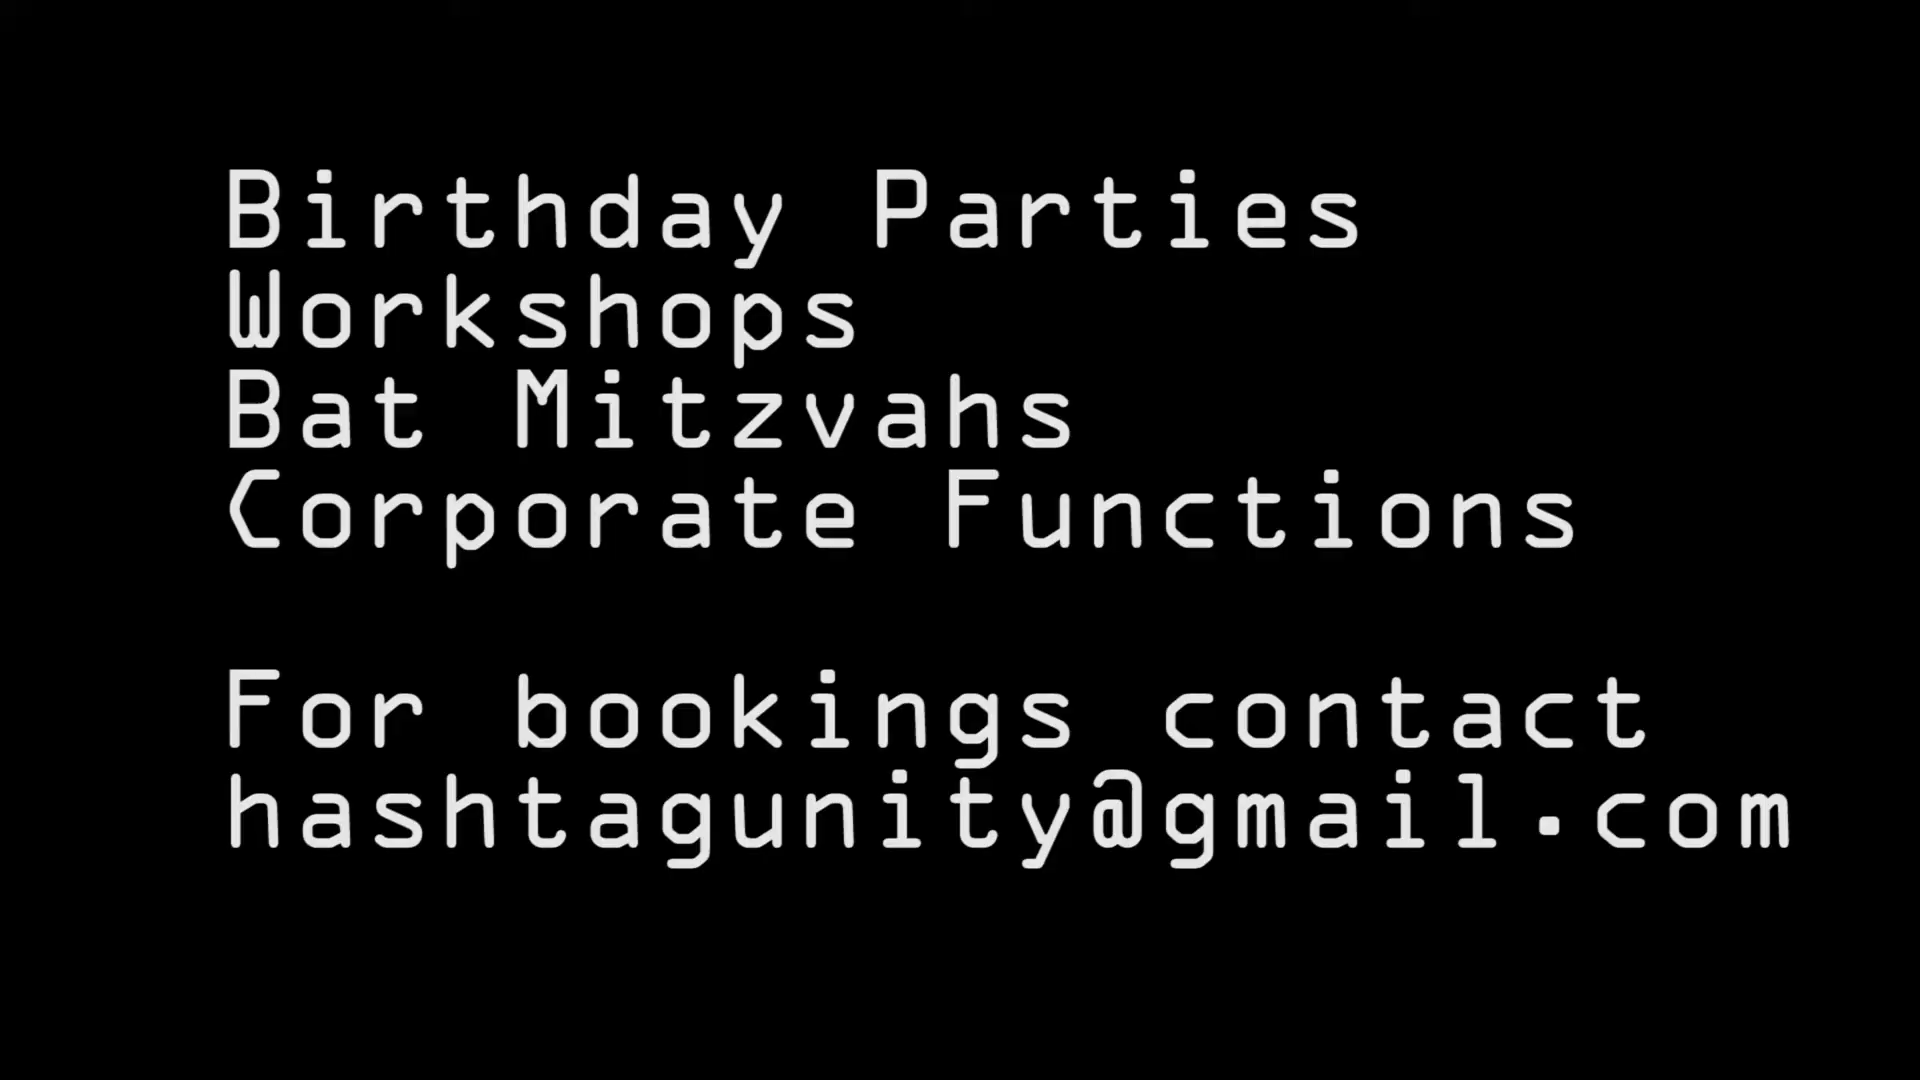 Birthday Parties
Workshops
Bat Mitzvahs
Corporate Functions
For bookings contact
hashtagunity@gmail.com